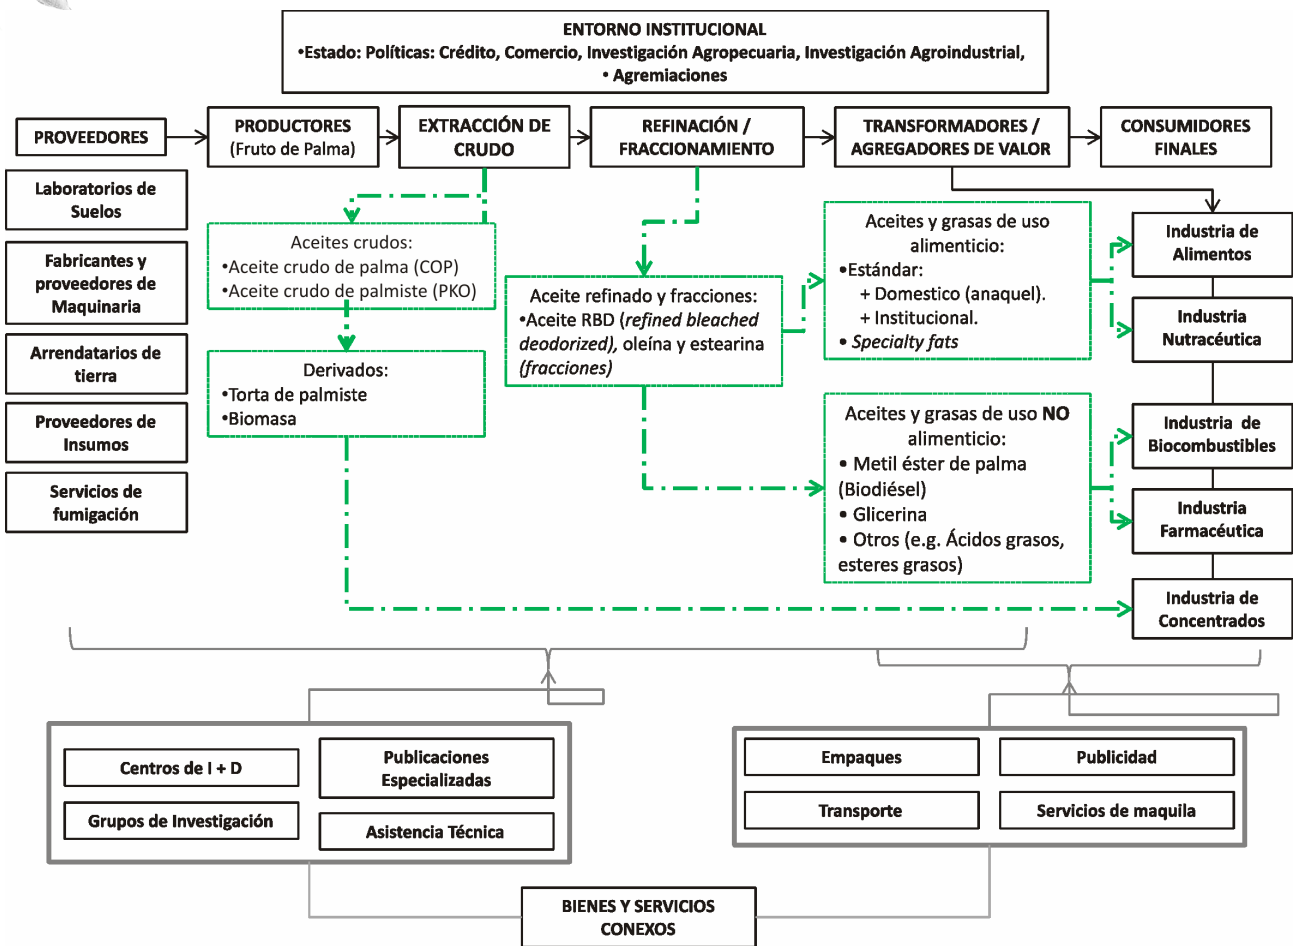 ENTORNO INSTITUCIONAL
•Estado: Políticas: Crédito, Comercio, Investigación Agropecuaria, Investigación Agroindustrial,
• Agremiaciones
PROVEEDORES
PRODUCTORES
(Fruto de Palma)
EXTRACCIÓN DE
CRUDO
REFINACIÓN /
FRACCIONAMIENTO
TRANSFORMADORES /
AGREGADORES DE VALOR
CONSUMIDORES
FINALES
Laboratorios de
Suelos
Fabricantes y
proveedores de
Maquinaria
Arrendatarios de
tierra
Proveedores de
Insumos
Servicios de
fumigación
Aceites crudos:
•Aceite crudo de palma (COP)
•Aceite crudo de palmiste (PKO)
Derivados:
•Torta de palmiste
•Biomasa
Aceite refinado y fracciones:
•Aceite RBD (refined bleached
deodorized), oleína y estearina
(fracciones)
Aceites y grasas de uso
alimenticio:
•Estándar:
+ Domestico (anaquel).
+ Institucional.
• Specialty fats
Aceites y grasas de uso NO
alimenticio:
• Metil éster de palma
(Biodiésel)
• Glicerina
• Otros (e.g. Ácidos grasos,
esteres grasos)
Industria de
Alimentos
Industria
Nutracéutica
Industria de
Biocombustibles
Industria
Farmacéutica
Industria de
Concentrados
Centros de I + D
Publicaciones
Especializadas
Grupos de Investigación
Asistencia Técnica
Empaques
Publicidad
Transporte
Servicios de maquila
BIENES Y SERVICIOS
CONEXOS